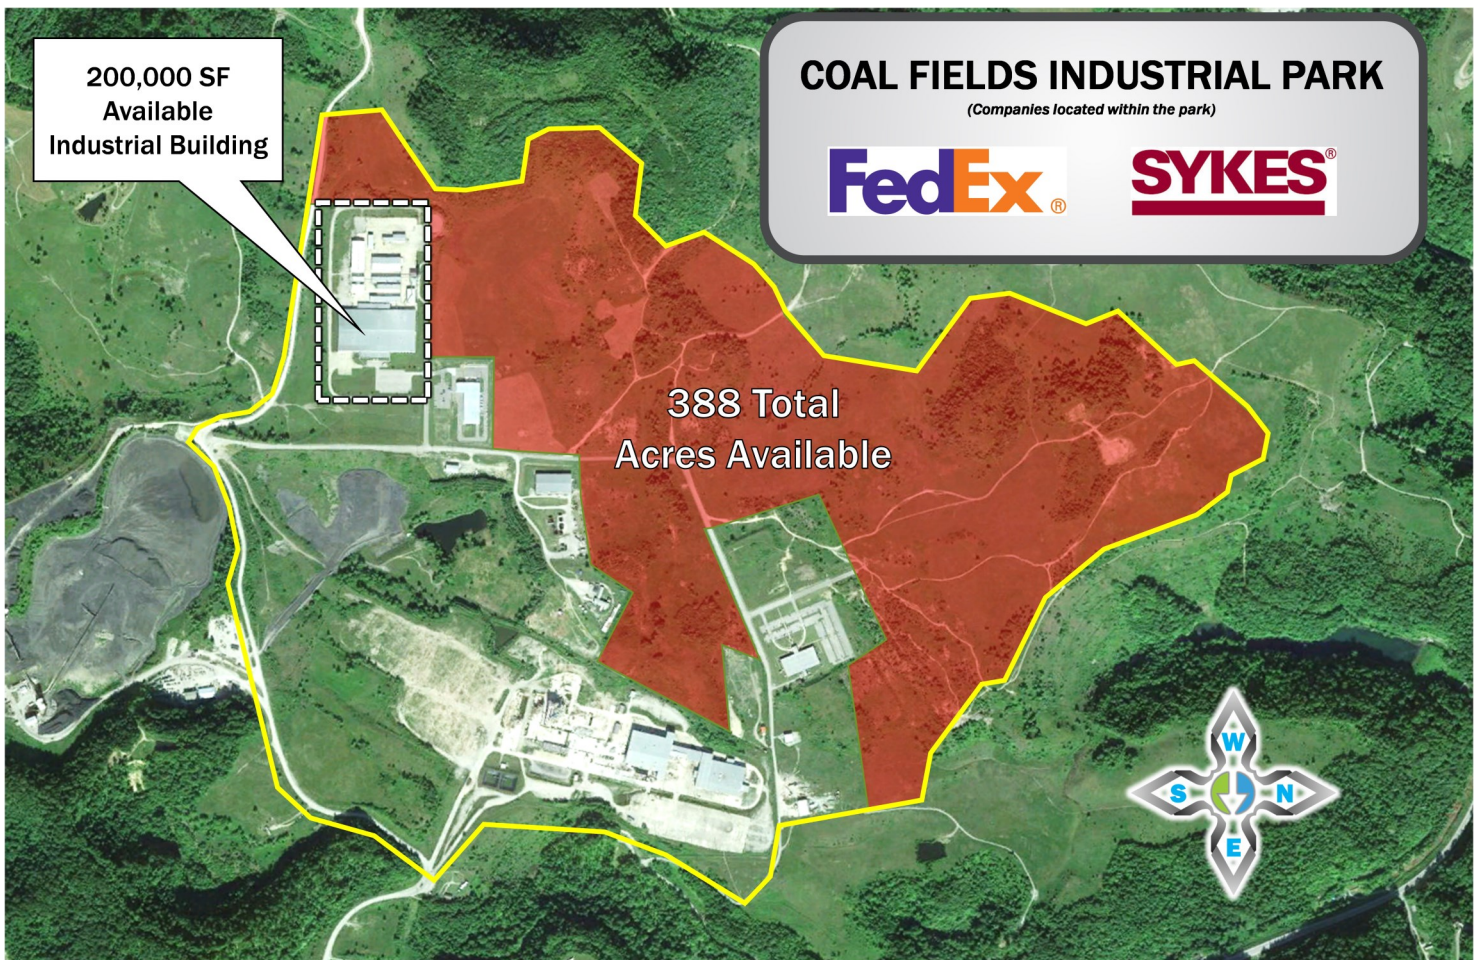 200,000 SF
Available
Industrial Building
COAL FIELDS INDUSTRIAL PARK
(Companies located within the park)
FedEx®
SYKES®
388 Total
Acres Available
W
S N
E